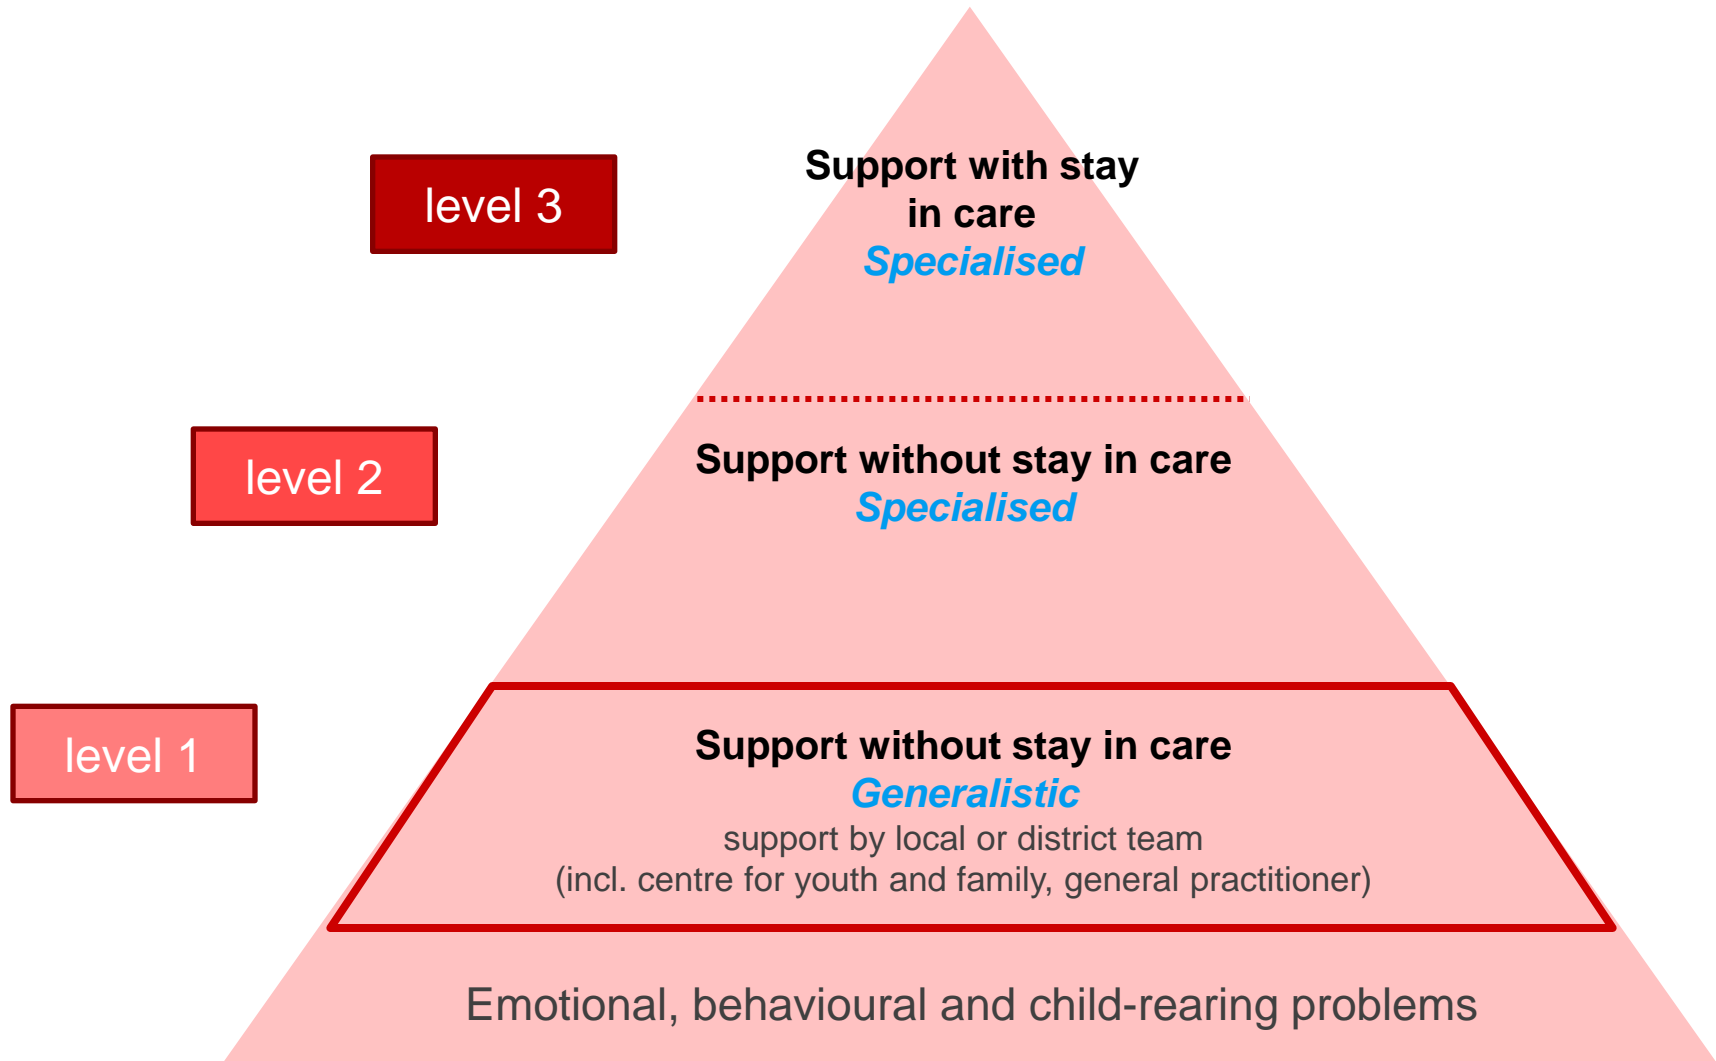 level 3
Support with stay
in care
Specialised
level 2
Support without stay in care
Specialised
level 1
Support without stay in care
Generalistic
support by local or district team
(incl. centre for youth and family, general practitioner)
Emotional, behavioural and child-rearing problems